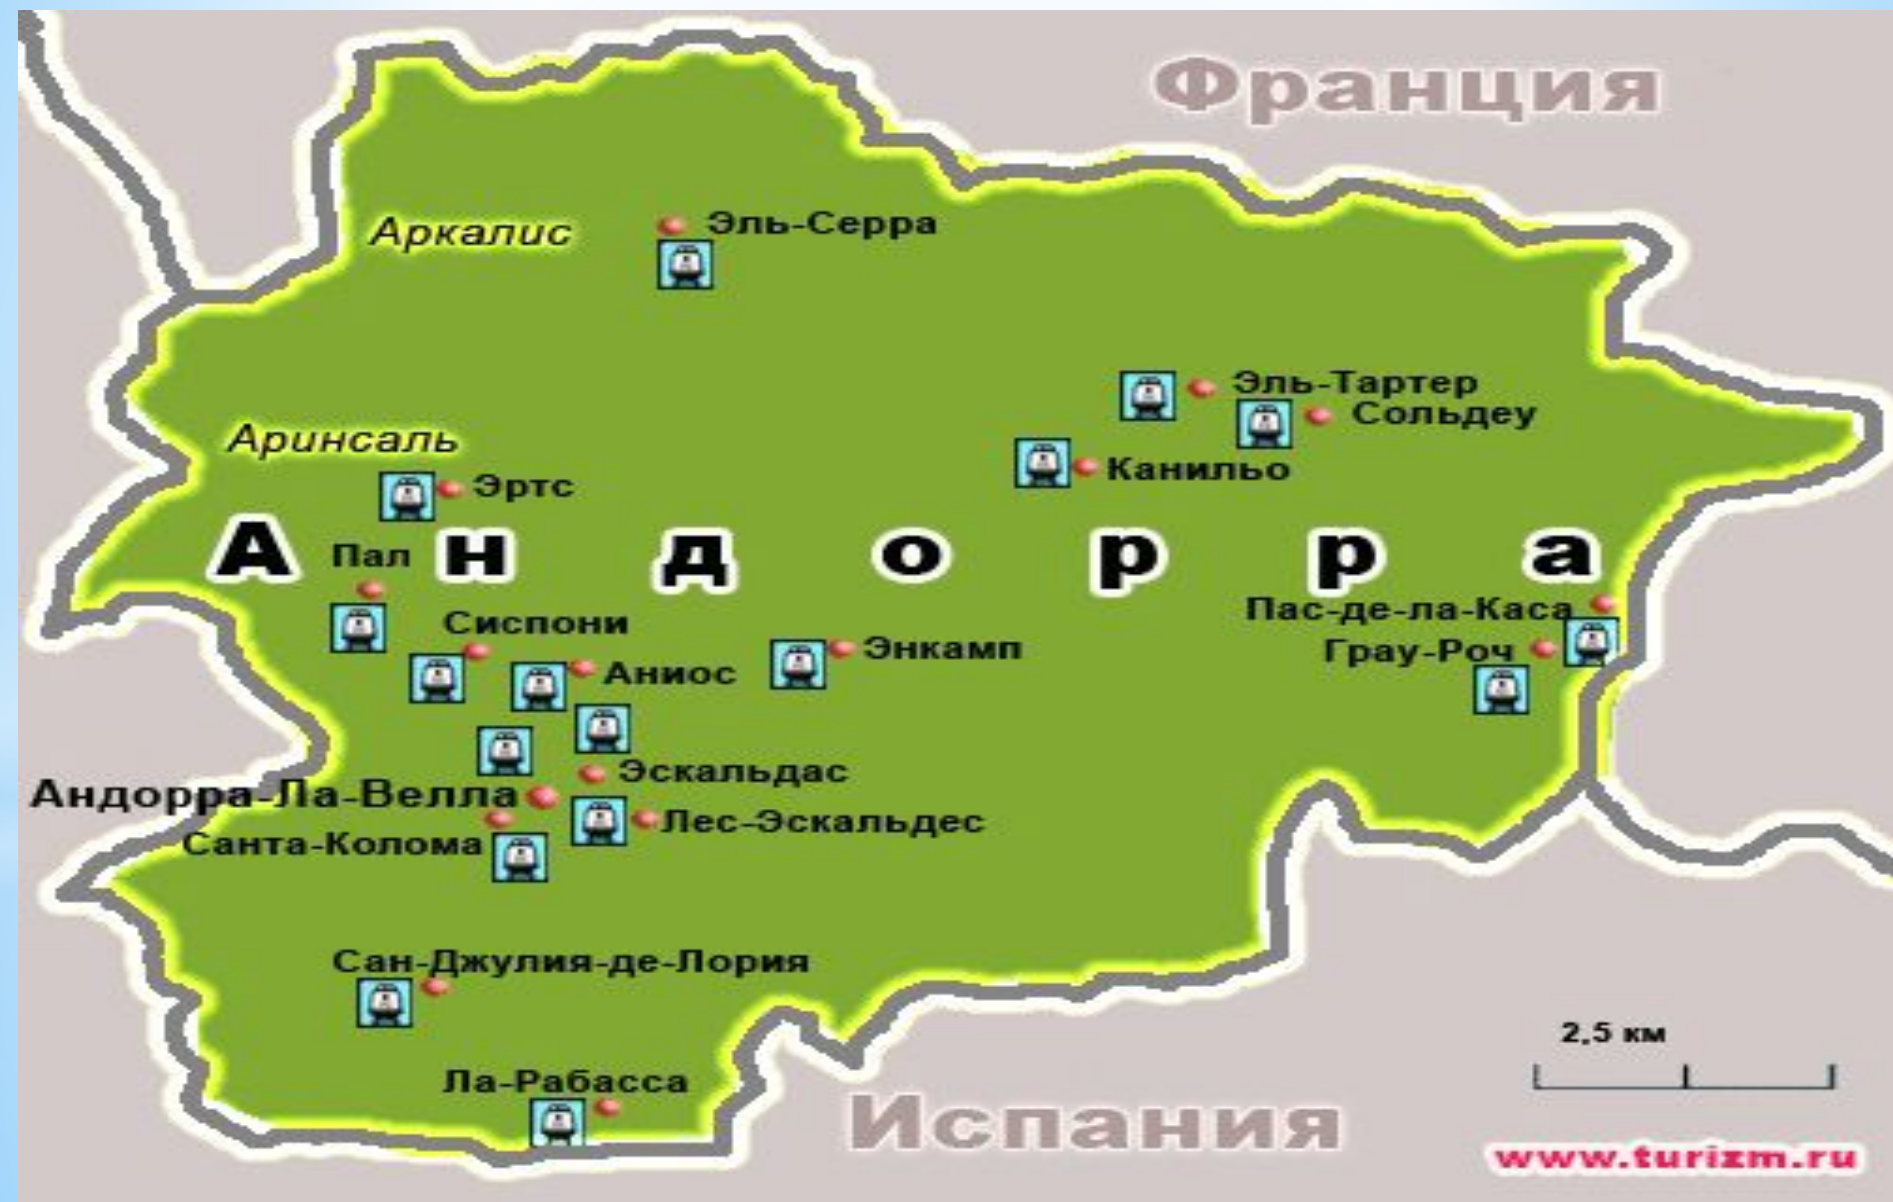 Франция
Аркалис
Эль-Серра
Эль-Тартер
Сольдеу
Аринсаль
Канильо
Эртс
Андорра
Пал
Пас-де-ла-Каса
Сиспони
Энкамп
Грау-Роч
Аниос
Эскальдас
Андорра-Ла-Велла
Лес-Эскальдес
Санта-Колома
Сан-Джулия-де-Лория
2,5 км
Ла-Рабасса
Испания
www.turizm.ru